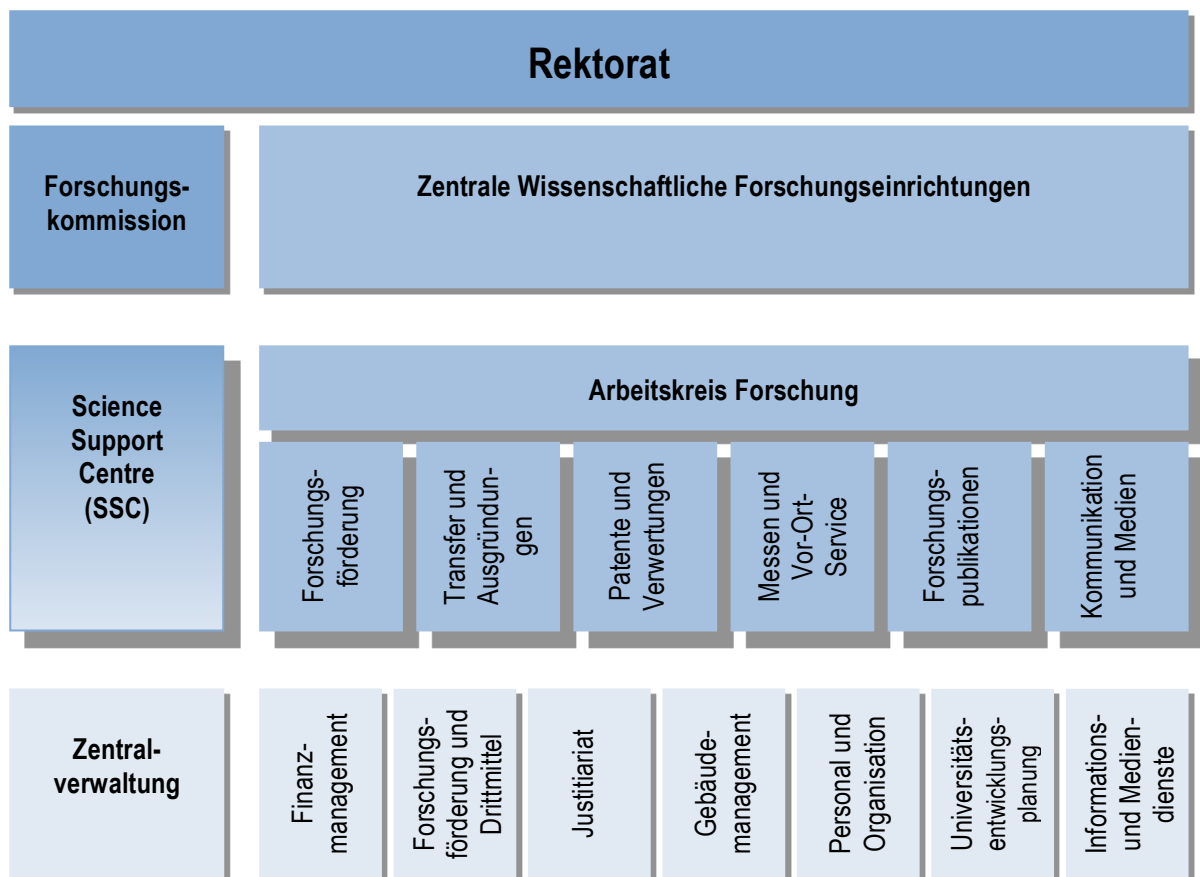 Rektorat
Forschungs-
kommission
Zentrale Wissenschaftliche Forschungseinrichtungen
Science
Support
Centre
(SSC)
Arbeitskreis Forschung
Forschungs-
förderung
Transfer und
Ausgründun-
gen
Patente und
Verwertungen
Messen und
Vor-Ort-
Service
Forschungs-
publikationen
Kommunikation
und Medien
Zentral-
verwaltung
Finanz-
management
Forschungs-
förderung und
Drittmittel
Justitiariat
Gebäude-
management
Personal und
Organisation
Universitäts-
entwicklungs-
planung
Informations-
und Medien-
dienste